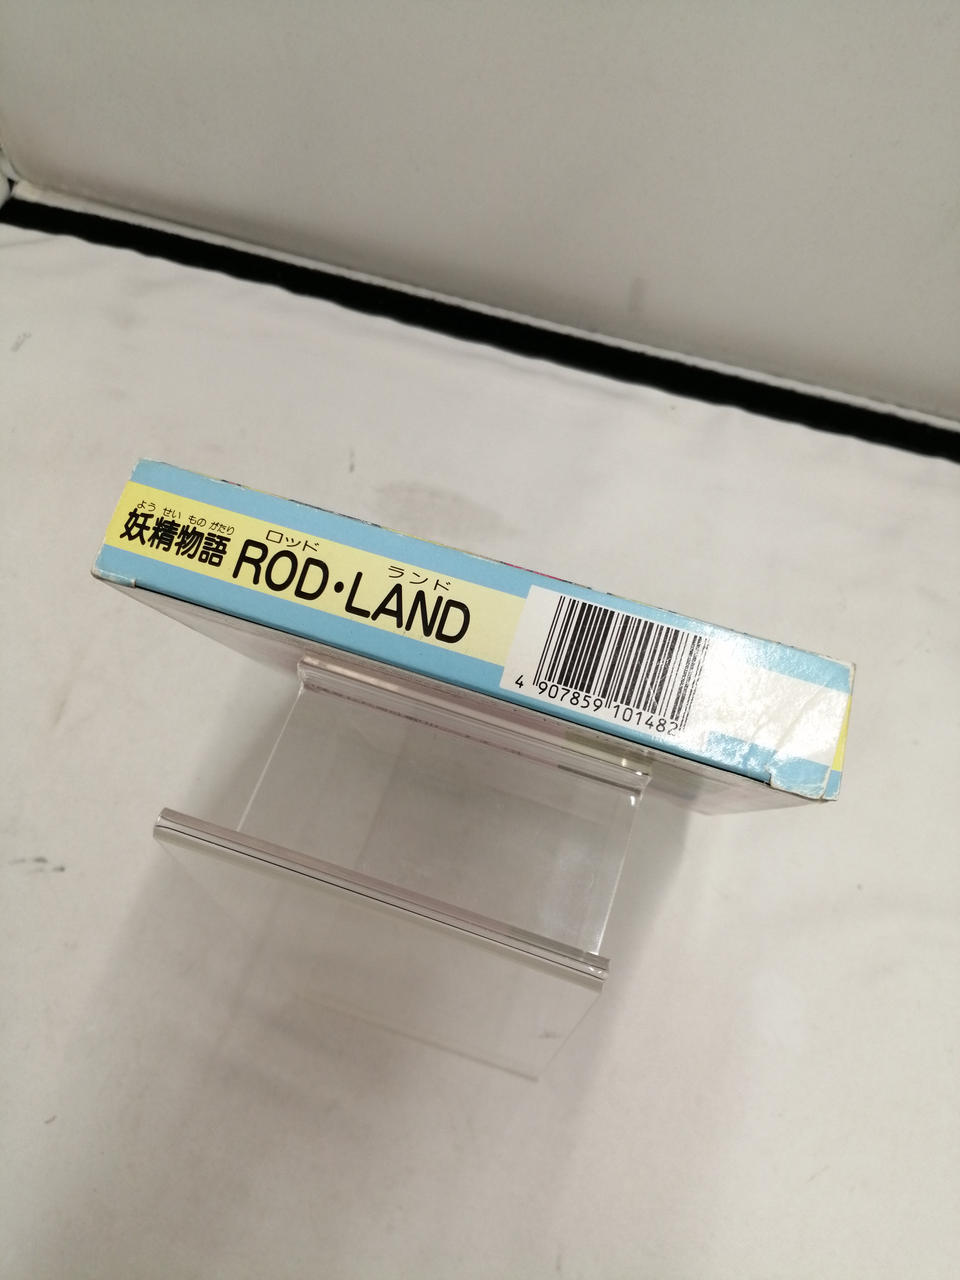 よう せい もの がたり
妖精物語
ロッド ランド
ROD・LAND
4 907859 101482